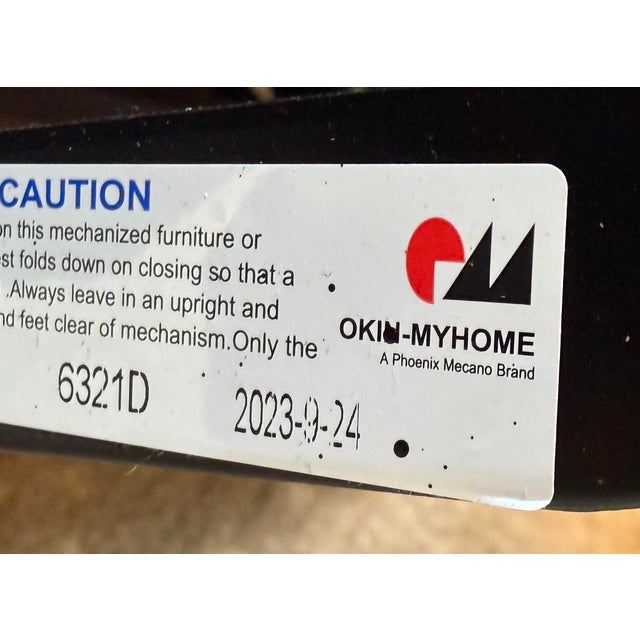 CAUTION
on this mechanized furniture or
est folds down on closing so that a
.Always leave in an upright and
nd feet clear of mechanism.Only the
OKIN-MYHOME
A Phoenix Mecano Brand
6321D
2023-9-24